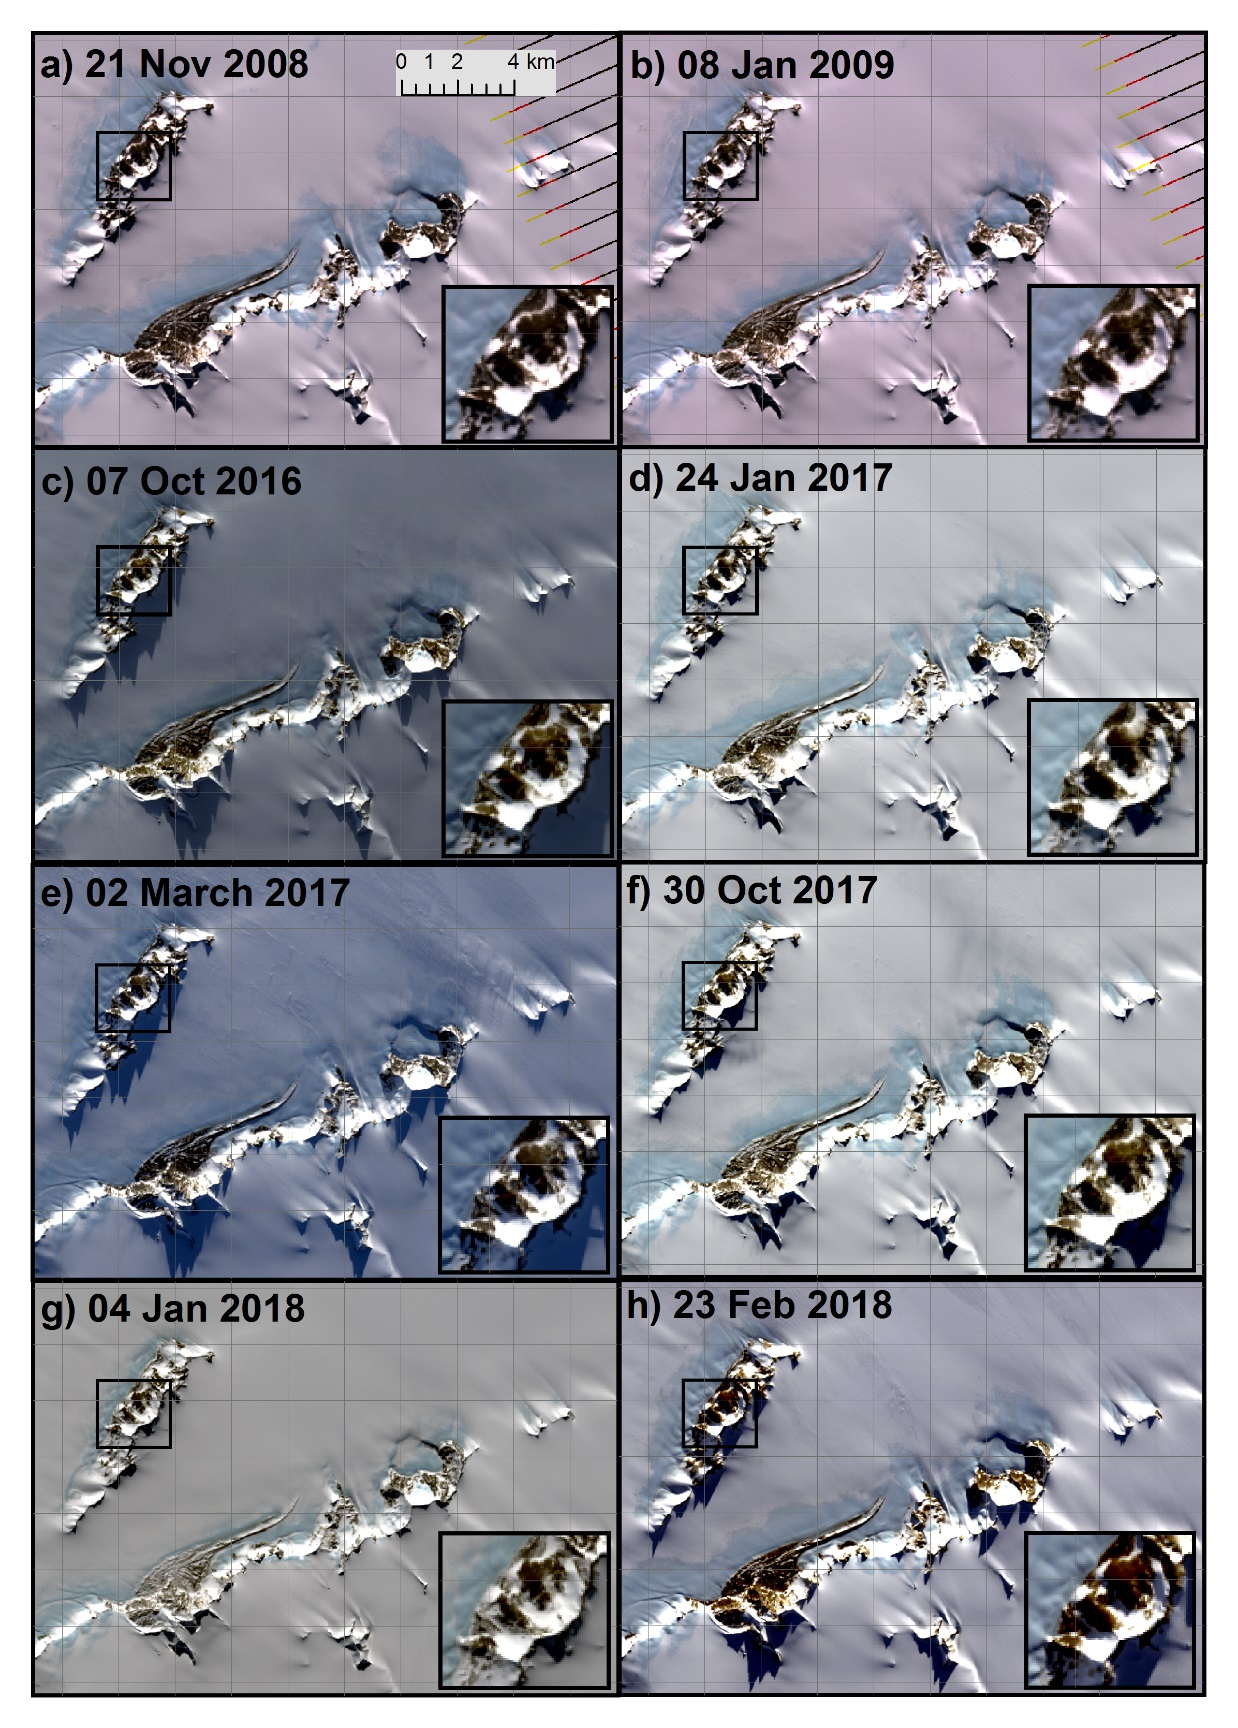 a) 21 Nov 2008
0 1 2 4 km
b) 08 Jan 2009
c) 07 Oct 2016
d) 24 Jan 2017
e) 02 March 2017
f) 30 Oct 2017
g) 04 Jan 2018
h) 23 Feb 2018